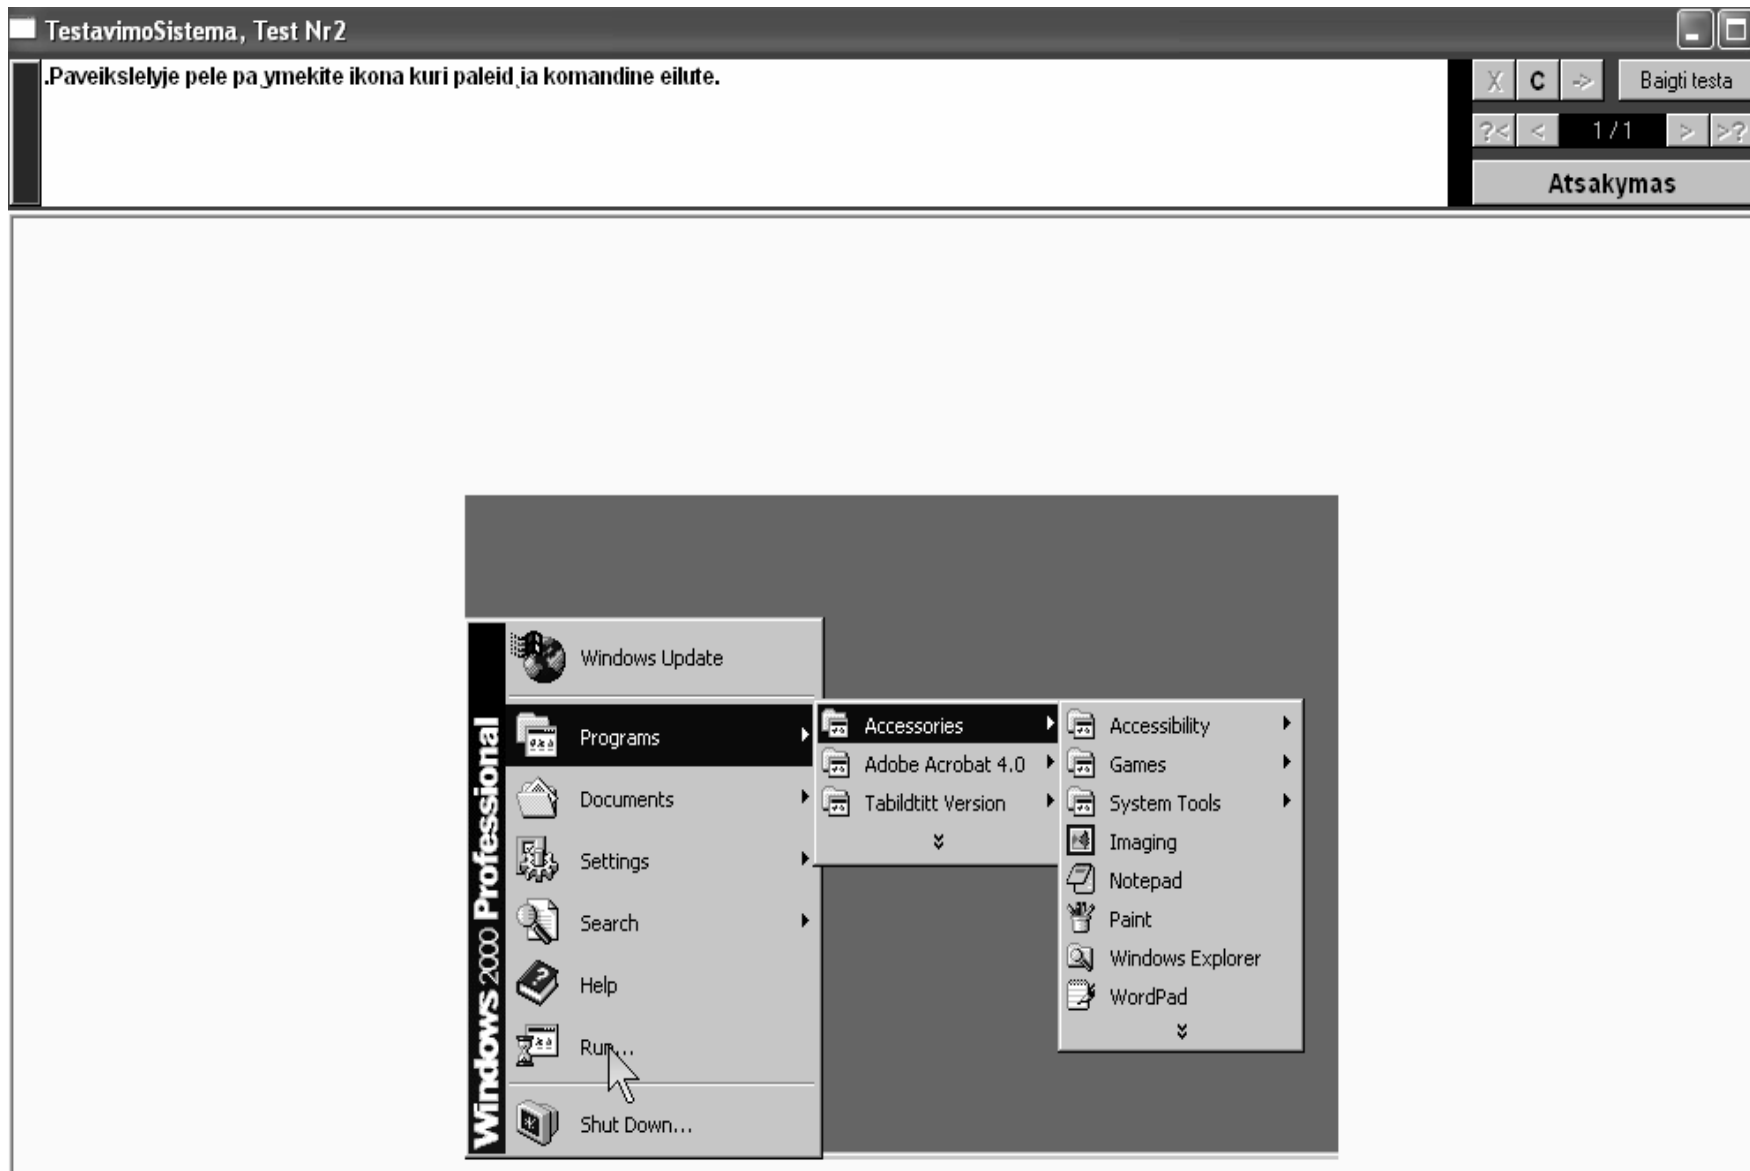 TestavimoSistema, Test Nr2
.Paveikslelyje pele pa¸ymekite ikona kuri paleid¸ia komandine eilute.
X C -> Baigti testa
?< < 1 / 1 > >?
Atsakymas
Windows 2000 Professional
Windows Update
Programs
Documents
Settings
Search
Help
Run...
Shut Down...
Accessories
Adobe Acrobat 4.0
Tabildtitt Version
Accessibility
Games
System Tools
Imaging
Notepad
Paint
Windows Explorer
WordPad